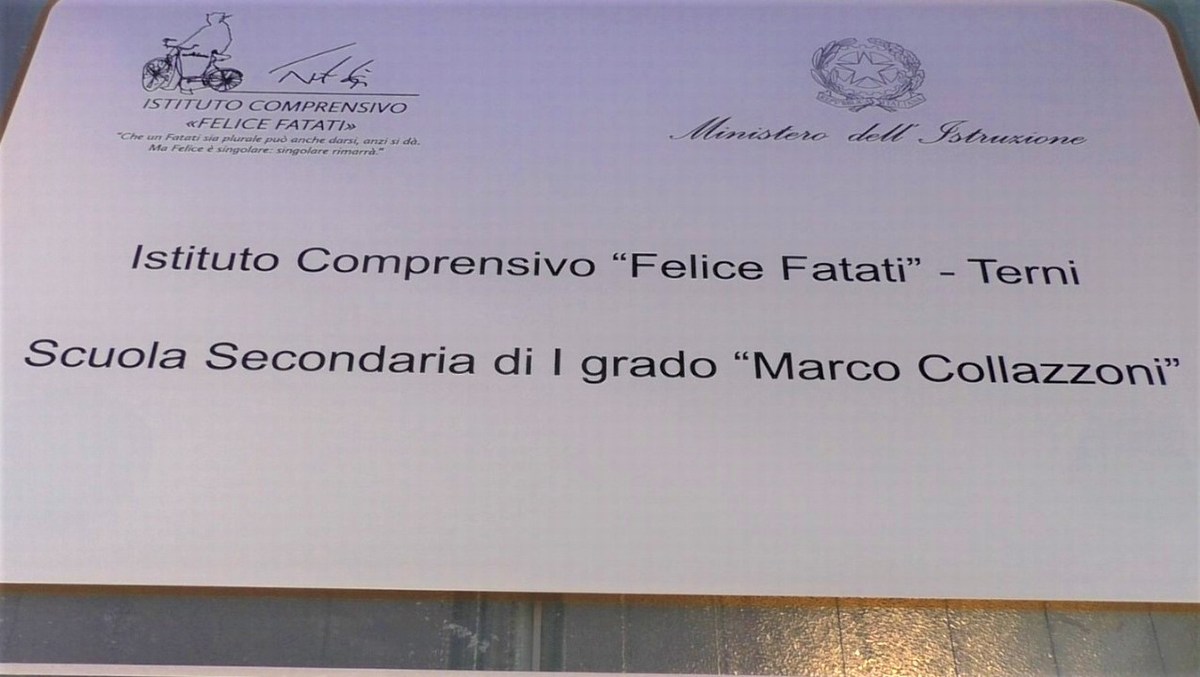 ISTITUTO COMPRENSIVO
«FELICE FATATI»
"Che un Fatati sia plurale può anche darsi, anzi si dà.
Ma Felice è singolare: singolare rimarrà."
Ministero dell' Istruzione
Istituto Comprensivo “Felice Fatati” - Terni
Scuola Secondaria di I grado “Marco Collazzoni”